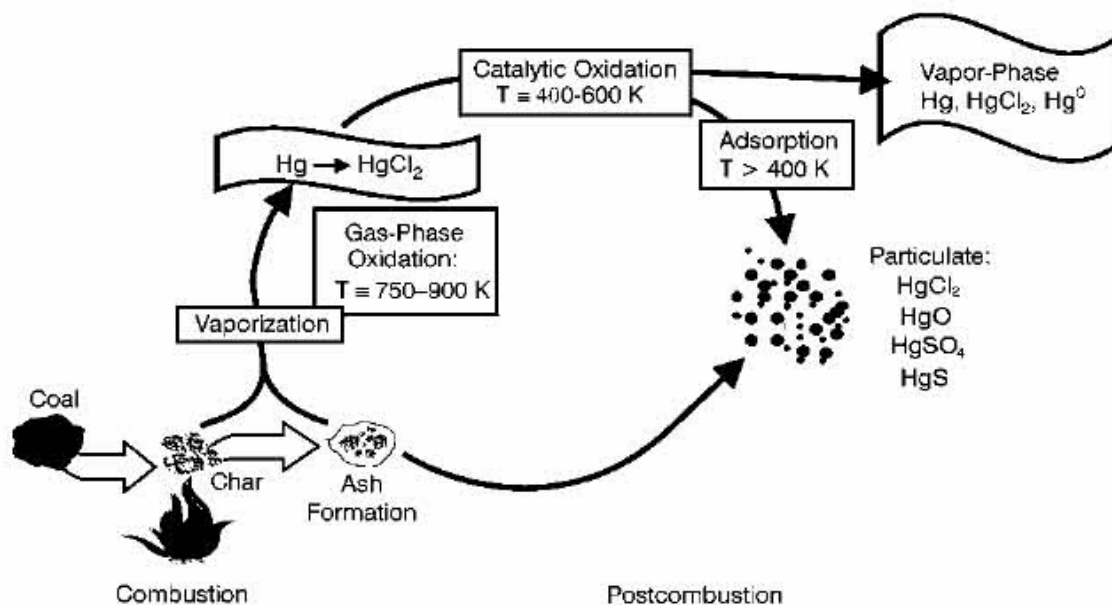 Catalytic Oxidation
T = 400-600 K
Vapor-Phase
Hg, HgCl₂, Hg⁰
Adsorption
T > 400 K
Hg → HgCl₂
Gas-Phase
Oxidation:
T = 750–900 K
Vaporization
Particulate:
HgCl₂
HgO
HgSO₄
HgS
Coal
Char
Ash
Formation
Combustion
Postcombustion